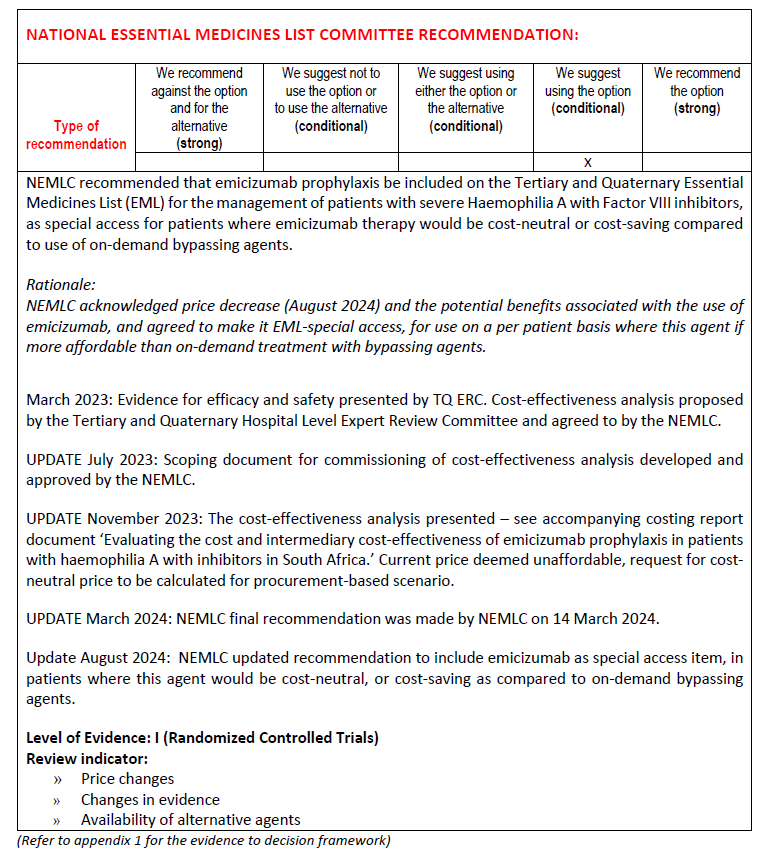 NATIONAL ESSENTIAL MEDICINES LIST COMMITTEE RECOMMENDATION:
Type of
recommendation
We recommend
against the option
and for the
alternative
(strong)
We suggest not to
use the option or
to use the alternative
(conditional)
We suggest using
either the option or
the alternative
(conditional)
We suggest
using the option
(conditional)
We recommend
the option
(strong)
X
NEMLC recommended that emicizumab prophylaxis be included on the Tertiary and Quaternary Essential
Medicines List (EML) for the management of patients with severe Haemophilia A with Factor VIII inhibitors,
as special access for patients where emicizumab therapy would be cost-neutral or cost-saving compared
to use of on-demand bypassing agents.
Rationale:
NEMLC acknowledged price decrease (August 2024) and the potential benefits associated with the use of
emicizumab, and agreed to make it EML-special access, for use on a per patient basis where this agent if
more affordable than on-demand treatment with bypassing agents.
March 2023: Evidence for efficacy and safety presented by TQ ERC. Cost-effectiveness analysis proposed
by the Tertiary and Quaternary Hospital Level Expert Review Committee and agreed to by the NEMLC.
UPDATE July 2023: Scoping document for commissioning of cost-effectiveness analysis developed and
approved by the NEMLC.
UPDATE November 2023: The cost-effectiveness analysis presented – see accompanying costing report
document ‘Evaluating the cost and intermediary cost-effectiveness of emicizumab prophylaxis in patients
with haemophilia A with inhibitors in South Africa.’ Current price deemed unaffordable, request for cost-
neutral price to be calculated for procurement-based scenario.
UPDATE March 2024: NEMLC final recommendation was made by NEMLC on 14 March 2024.
Update August 2024:  NEMLC updated recommendation to include emicizumab as special access item, in
patients where this agent would be cost-neutral, or cost-saving as compared to on-demand bypassing
agents.
Level of Evidence: I (Randomized Controlled Trials)
Review indicator:
» Price changes
» Changes in evidence
» Availability of alternative agents
(Refer to appendix 1 for the evidence to decision framework)